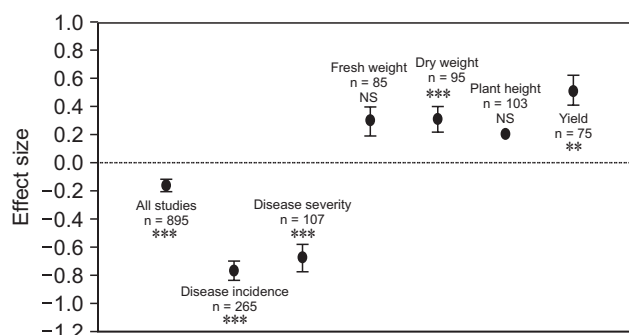 1.0
0.8
0.6
0.4
0.2
0.0
−0.2
−0.4
−0.6
−0.8
−1.0
−1.2
Effect size
All studies
n = 895
***
Disease incidence
n = 265
***
Disease severity
n = 107
***
Fresh weight
n = 85
NS
Dry weight
n = 95
***
Plant height
n = 103
NS
Yield
n = 75
**